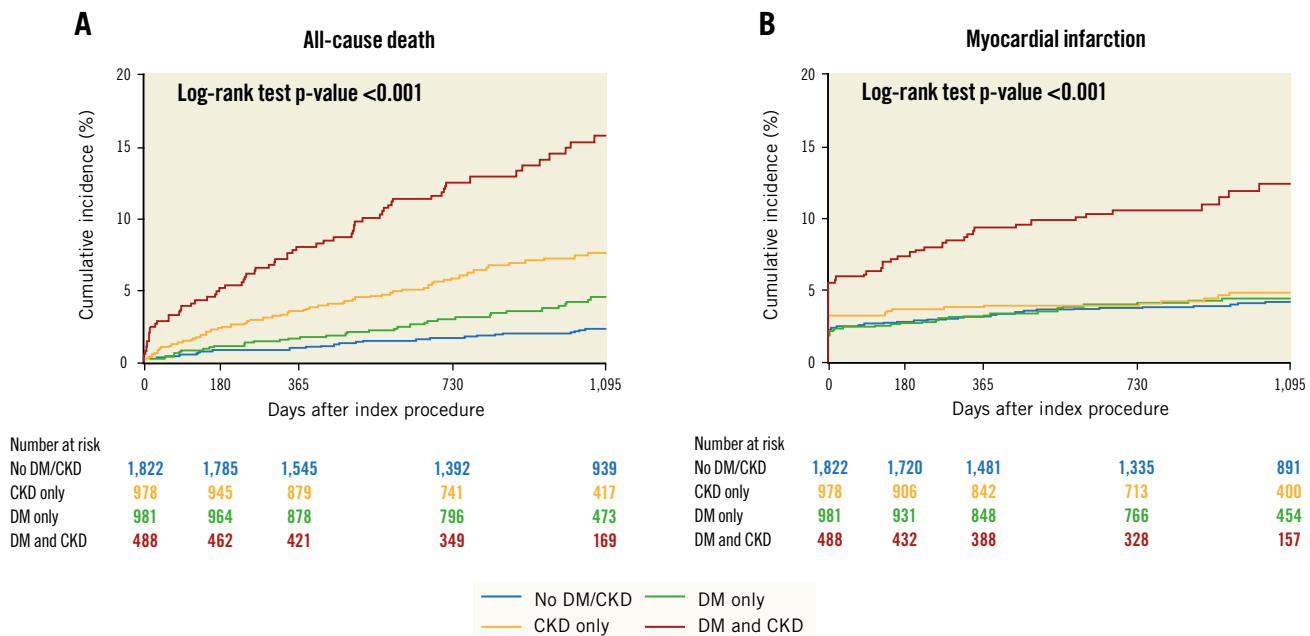 A
All-cause death
Log-rank test p-value <0.001
Cumulative incidence (%)
20
15
10
5
0
0 180 365 730 1,095
Days after index procedure
Number at risk
No DM/CKD 1,822 1,785 1,545 1,392 939
CKD only 978 945 879 741 417
DM only 981 964 878 796 473
DM and CKD 488 462 421 349 169
B
Myocardial infarction
Log-rank test p-value <0.001
Cumulative incidence (%)
20
15
10
5
0
0 180 365 730 1,095
Days after index procedure
Number at risk
No DM/CKD 1,822 1,720 1,481 1,335 891
CKD only 978 906 842 713 400
DM only 981 931 848 766 454
DM and CKD 488 432 388 328 157
No DM/CKD DM only
CKD only DM and CKD